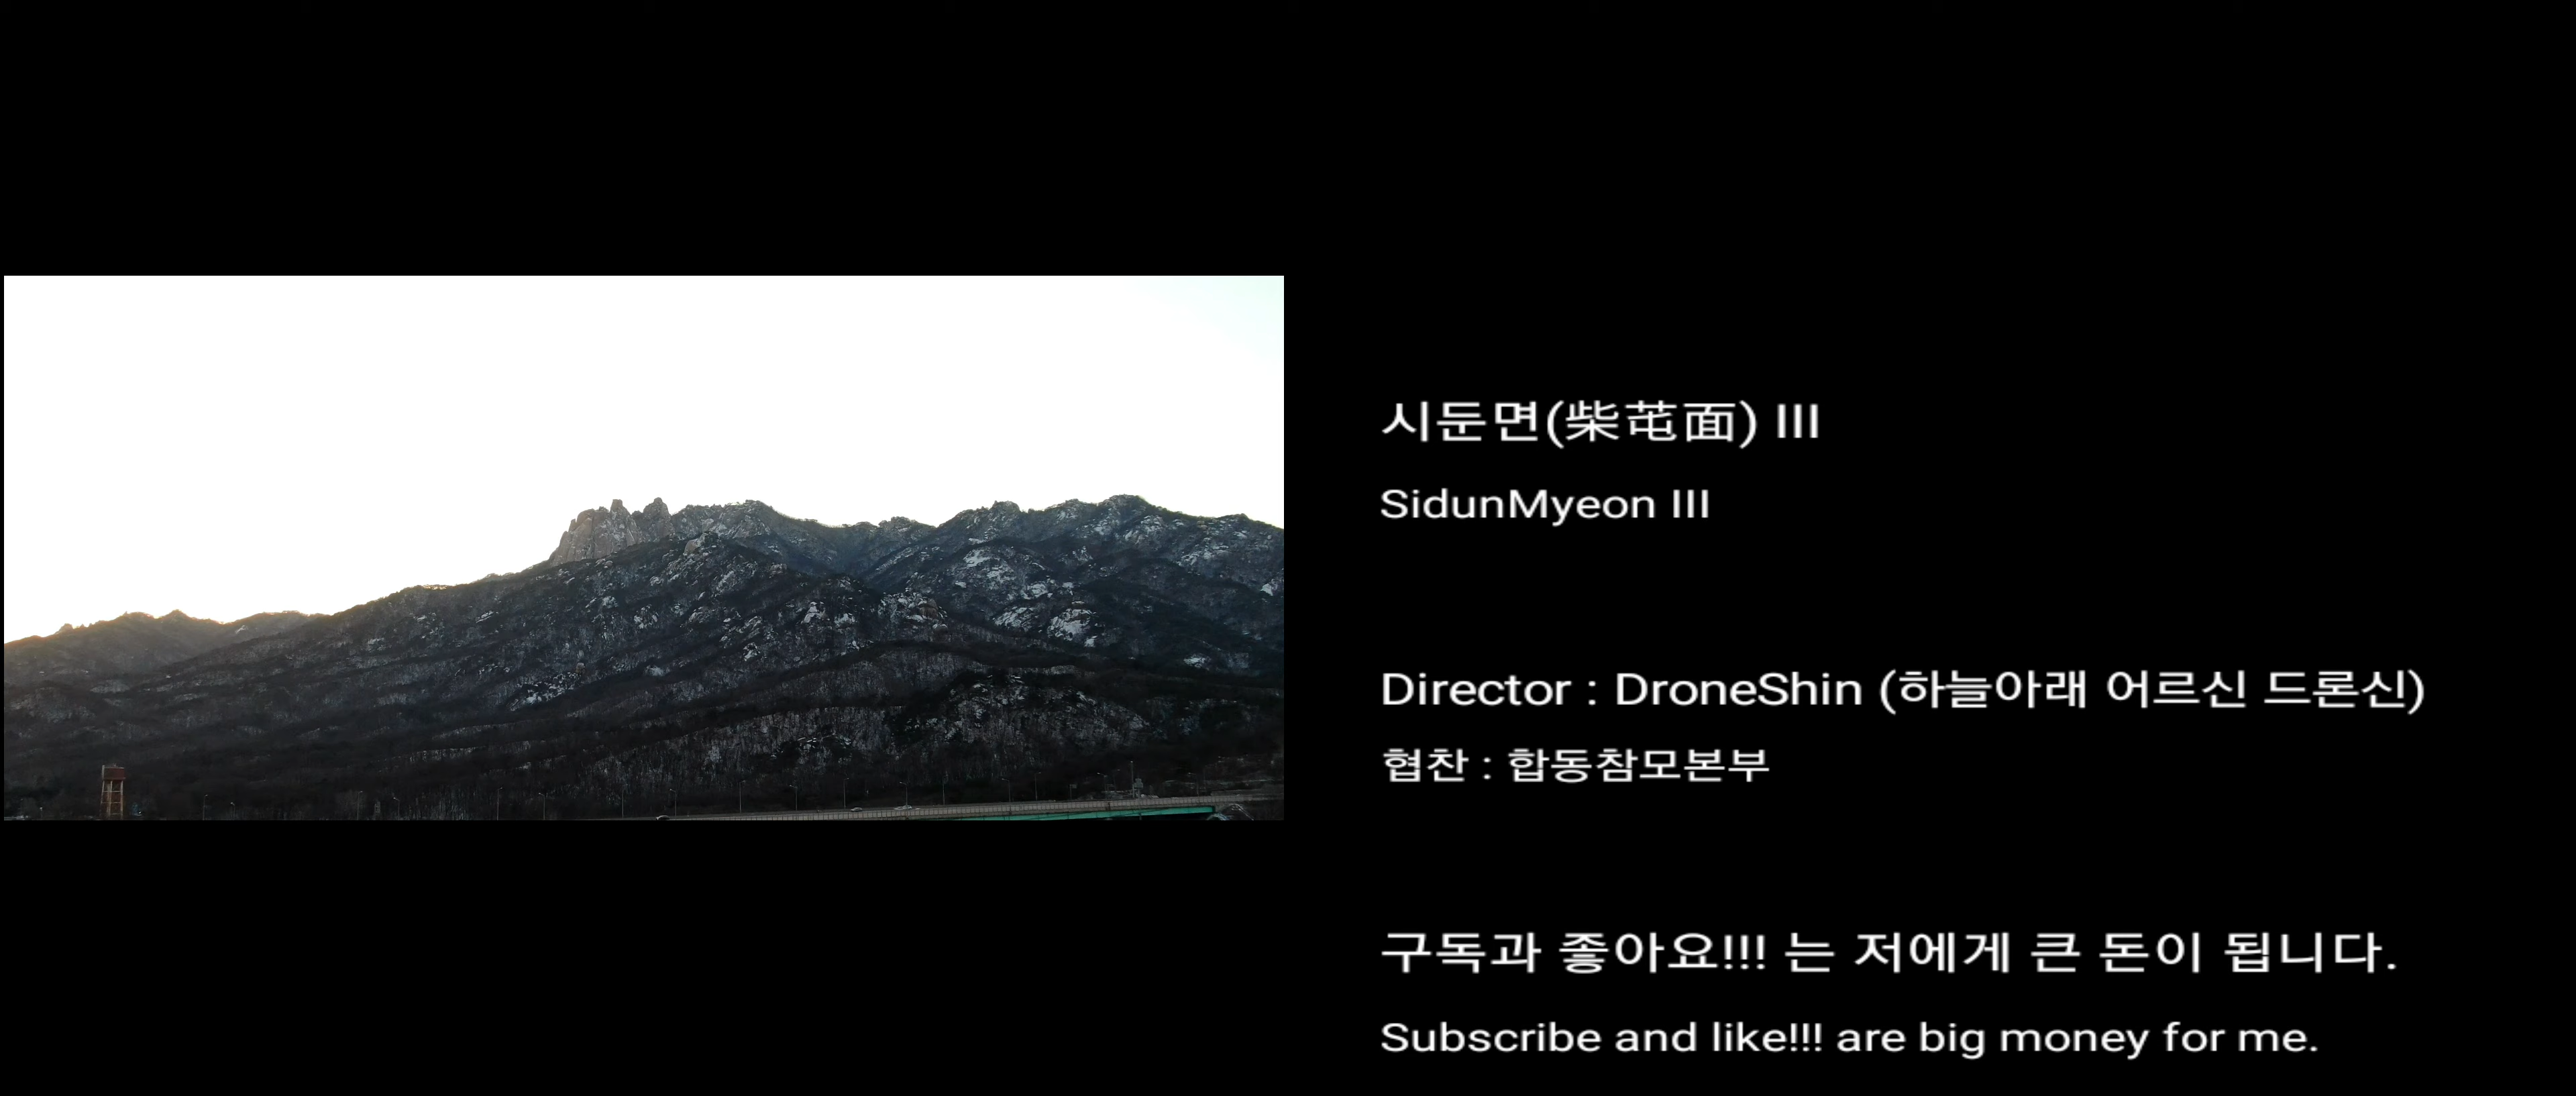 시둔면(柴芚面) III
SidunMyeon III
Director : DroneShin (하늘아래 어르신 드론신)
협찬 : 합동참모본부
구독과 좋아요!!! 는 저에게 큰 돈이 됩니다.
Subscribe and like!!! are big money for me.